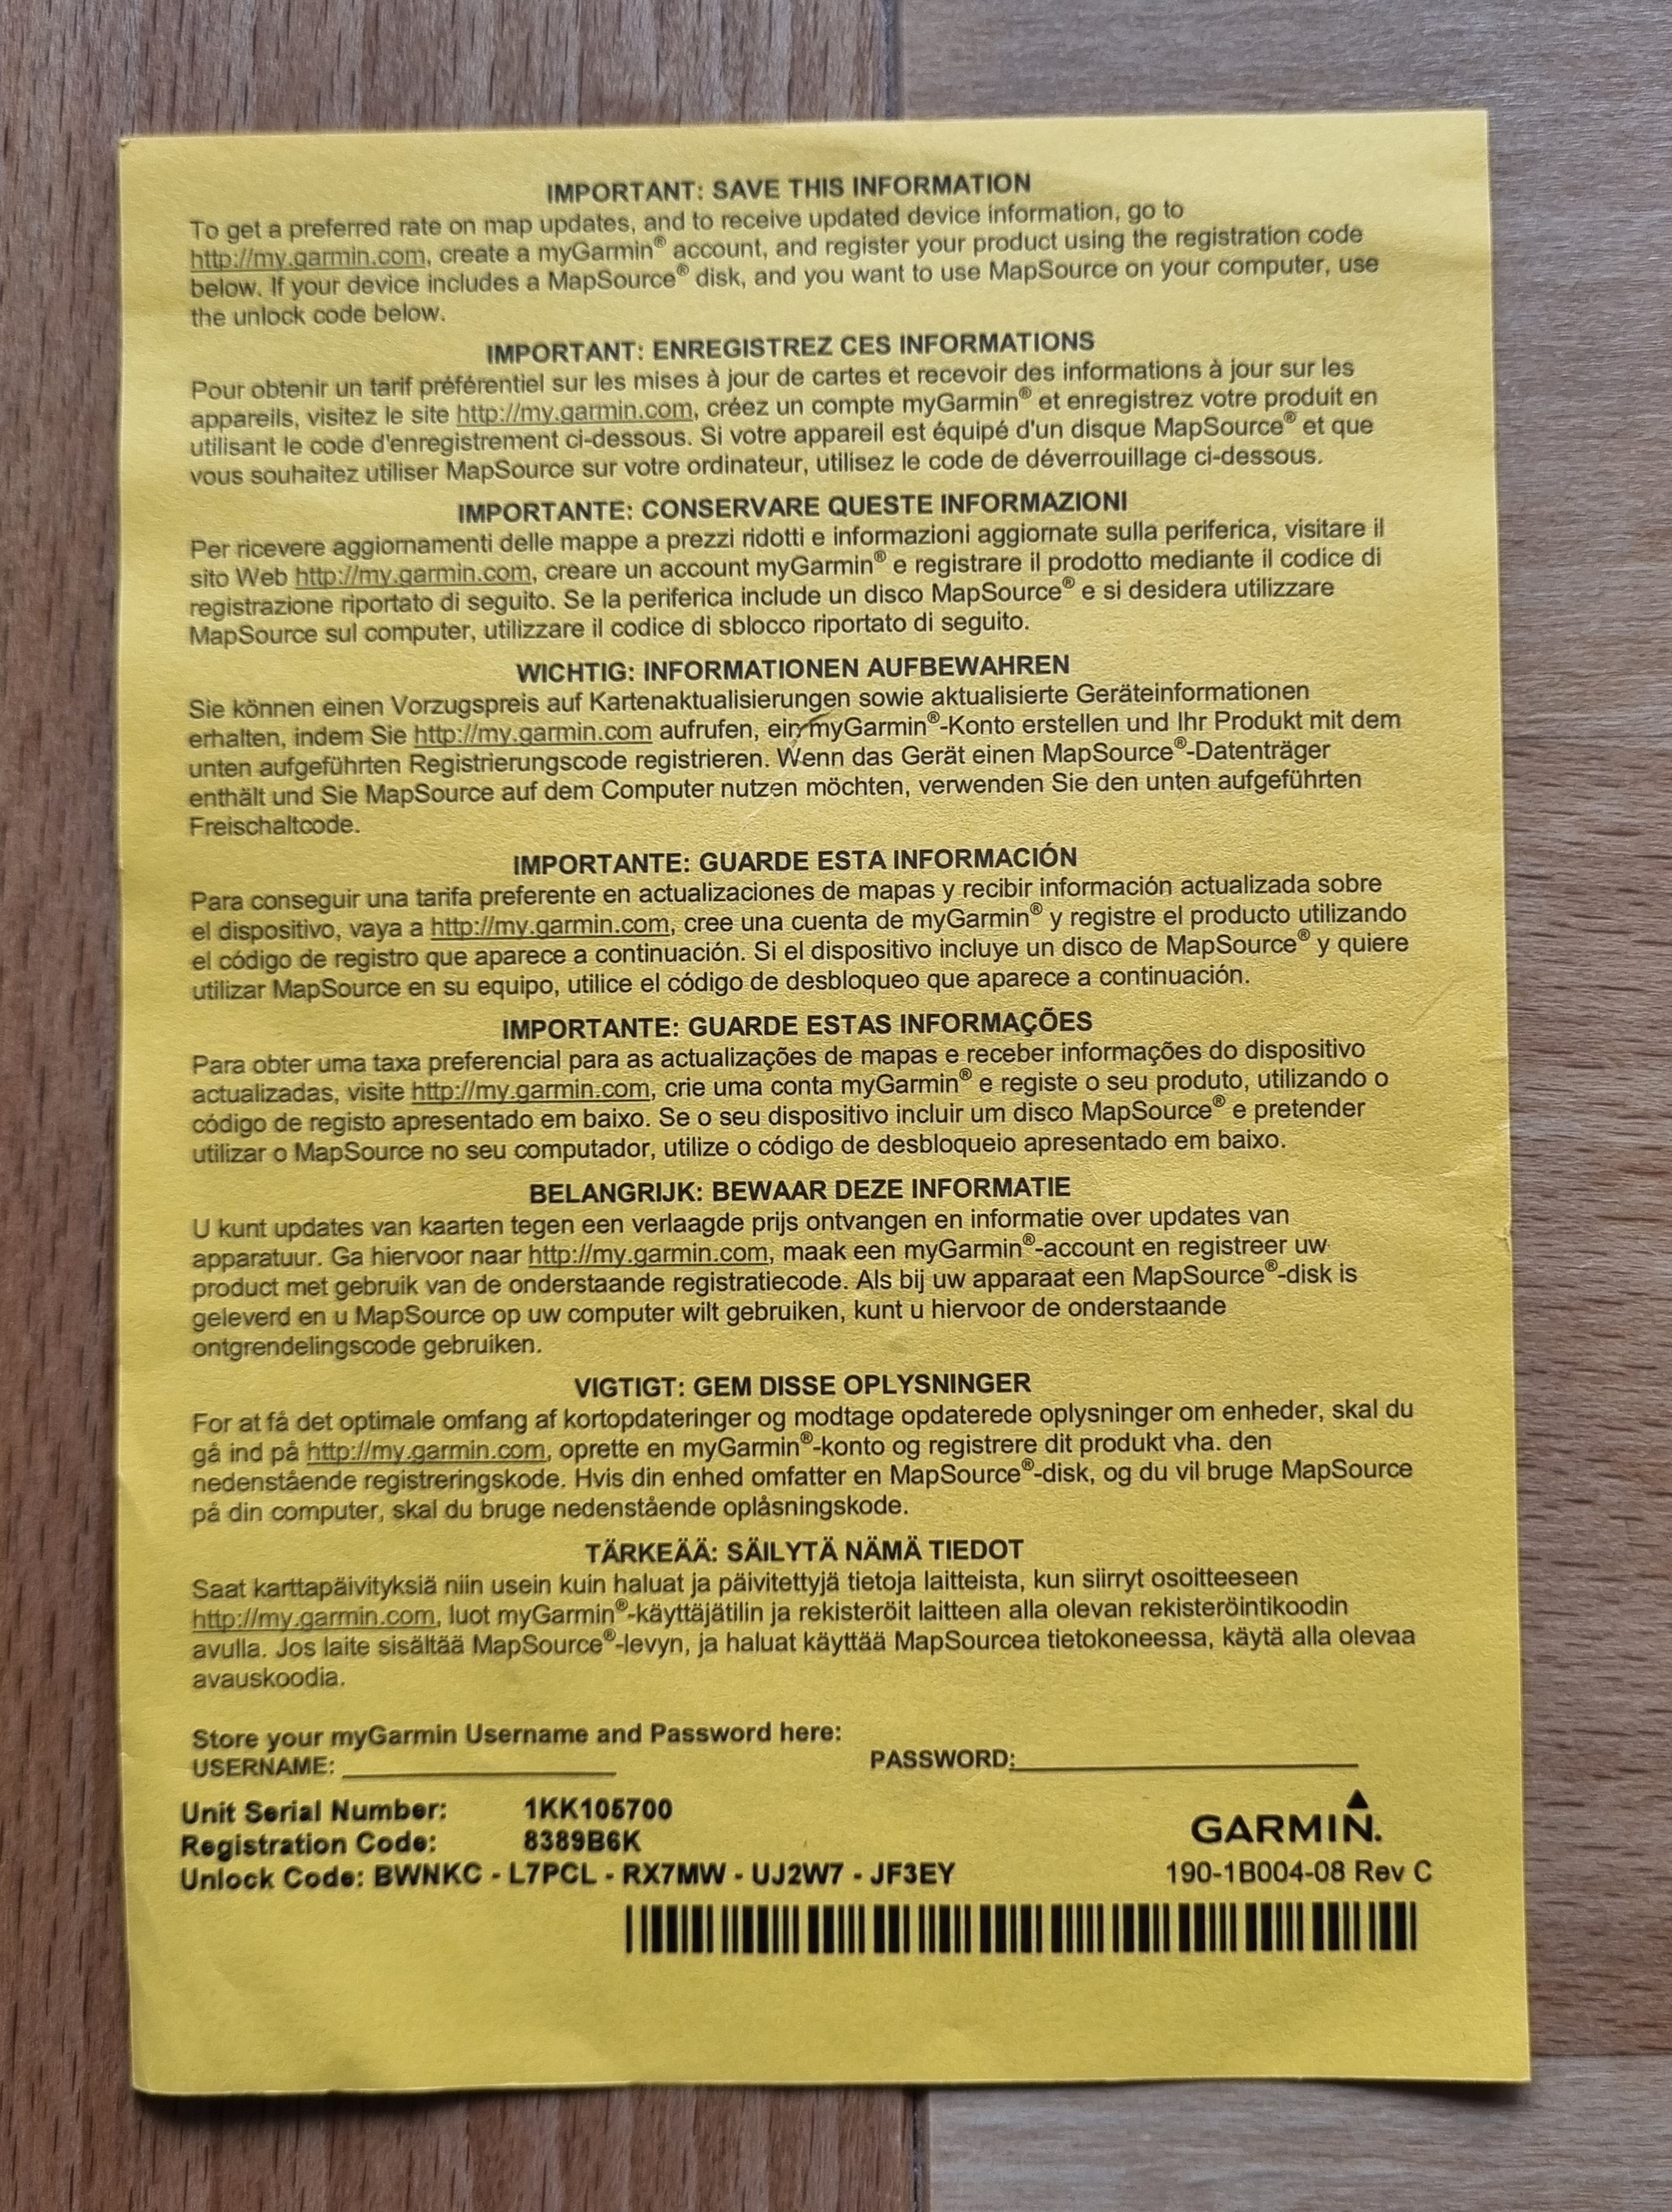 IMPORTANT: SAVE THIS INFORMATION
To get a preferred rate on map updates, and to receive updated device information, go to
http://my.garmin.com, create a myGarmin® account, and register your product using the registration code
below. If your device includes a MapSource® disk, and you want to use MapSource on your computer, use
the unlock code below.
IMPORTANT: ENREGISTREZ CES INFORMATIONS
Pour obtenir un tarif préférentiel sur les mises à jour de cartes et recevoir des informations à jour sur les
appareils, visitez le site http://my.garmin.com, créez un compte myGarmin® et enregistrez votre produit en
utilisant le code d'enregistrement ci-dessous. Si votre appareil est équipé d'un disque MapSource® et que
vous souhaitez utiliser MapSource sur votre ordinateur, utilisez le code de déverrouillage ci-dessous.
IMPORTANTE: CONSERVARE QUESTE INFORMAZIONI
Per ricevere aggiornamenti delle mappe a prezzi ridotti e informazioni aggiornate sulla periferica, visitare il
sito Web http://my.garmin.com, creare un account myGarmin® e registrare il prodotto mediante il codice di
registrazione riportato di seguito. Se la periferica include un disco MapSource® e si desidera utilizzare
MapSource sul computer, utilizzare il codice di sblocco riportato di seguito.
WICHTIG: INFORMATIONEN AUFBEWAHREN
Sie können einen Vorzugspreis auf Kartenaktualisierungen sowie aktualisierte Geräteinformationen
erhalten, indem Sie http://my.garmin.com aufrufen, ein myGarmin®-Konto erstellen und Ihr Produkt mit dem
unten aufgeführten Registrierungscode registrieren. Wenn das Gerät einen MapSource®-Datenträger
enthält und Sie MapSource auf dem Computer nutzen möchten, verwenden Sie den unten aufgeführten
Freischaltcode.
IMPORTANTE: GUARDE ESTA INFORMACIÓN
Para conseguir una tarifa preferente en actualizaciones de mapas y recibir información actualizada sobre
el dispositivo, vaya a http://my.garmin.com, cree una cuenta de myGarmin® y registre el producto utilizando
el código de registro que aparece a continuación. Si el dispositivo incluye un disco de MapSource® y quiere
utilizar MapSource en su equipo, utilice el código de desbloqueo que aparece a continuación.
IMPORTANTE: GUARDE ESTAS INFORMAÇÕES
Para obter uma taxa preferencial para as actualizações de mapas e receber informações do dispositivo
actualizadas, visite http://my.garmin.com, crie uma conta myGarmin® e registe o seu produto, utilizando o
código de registo apresentado em baixo. Se o seu dispositivo incluir um disco MapSource® e pretender
utilizar o MapSource no seu computador, utilize o código de desbloqueio apresentado em baixo.
BELANGRIJK: BEWAAR DEZE INFORMATIE
U kunt updates van kaarten tegen een verlaagde prijs ontvangen en informatie over updates van
apparatuur. Ga hiervoor naar http://my.garmin.com, maak een myGarmin®-account en registreer uw
product met gebruik van de onderstaande registratiecode. Als bij uw apparaat een MapSource®-disk is
geleverd en u MapSource op uw computer wilt gebruiken, kunt u hiervoor de onderstaande
ontgrendelingscode gebruiken.
VIGTIGT: GEM DISSE OPLYSNINGER
For at få det optimale omfang af kortopdateringer og modtage opdaterede oplysninger om enheder, skal du
gå ind på http://my.garmin.com, oprette en myGarmin®-konto og registrere dit produkt vha. den
nedenstående registreringskode. Hvis din enhed omfatter en MapSource®-disk, og du vil bruge MapSource
på din computer, skal du bruge nedenstående oplåsningskode.
TÄRKEÄÄ: SÄILYTÄ NÄMÄ TIEDOT
Saat karttapäivityksiä niin usein kuin haluat ja päivitettyjä tietoja laitteista, kun siirryt osoitteeseen
http://my.garmin.com, luot myGarmin®-käyttäjätilin ja rekisteröit laitteen alla olevan rekisteröintikoodin
avulla. Jos laite sisältää MapSource®-levyn, ja haluat käyttää MapSourcea tietokoneessa, käytä alla olevaa
avauskoodia.
Store your myGarmin Username and Password here:
USERNAME: PASSWORD:
Unit Serial Number: 1KK105700
Registration Code: 8389B6K
Unlock Code: BWNKC - L7PCL - RX7MW - UJ2W7 - JF3EY
GARMIN.
190-1B004-08 Rev C